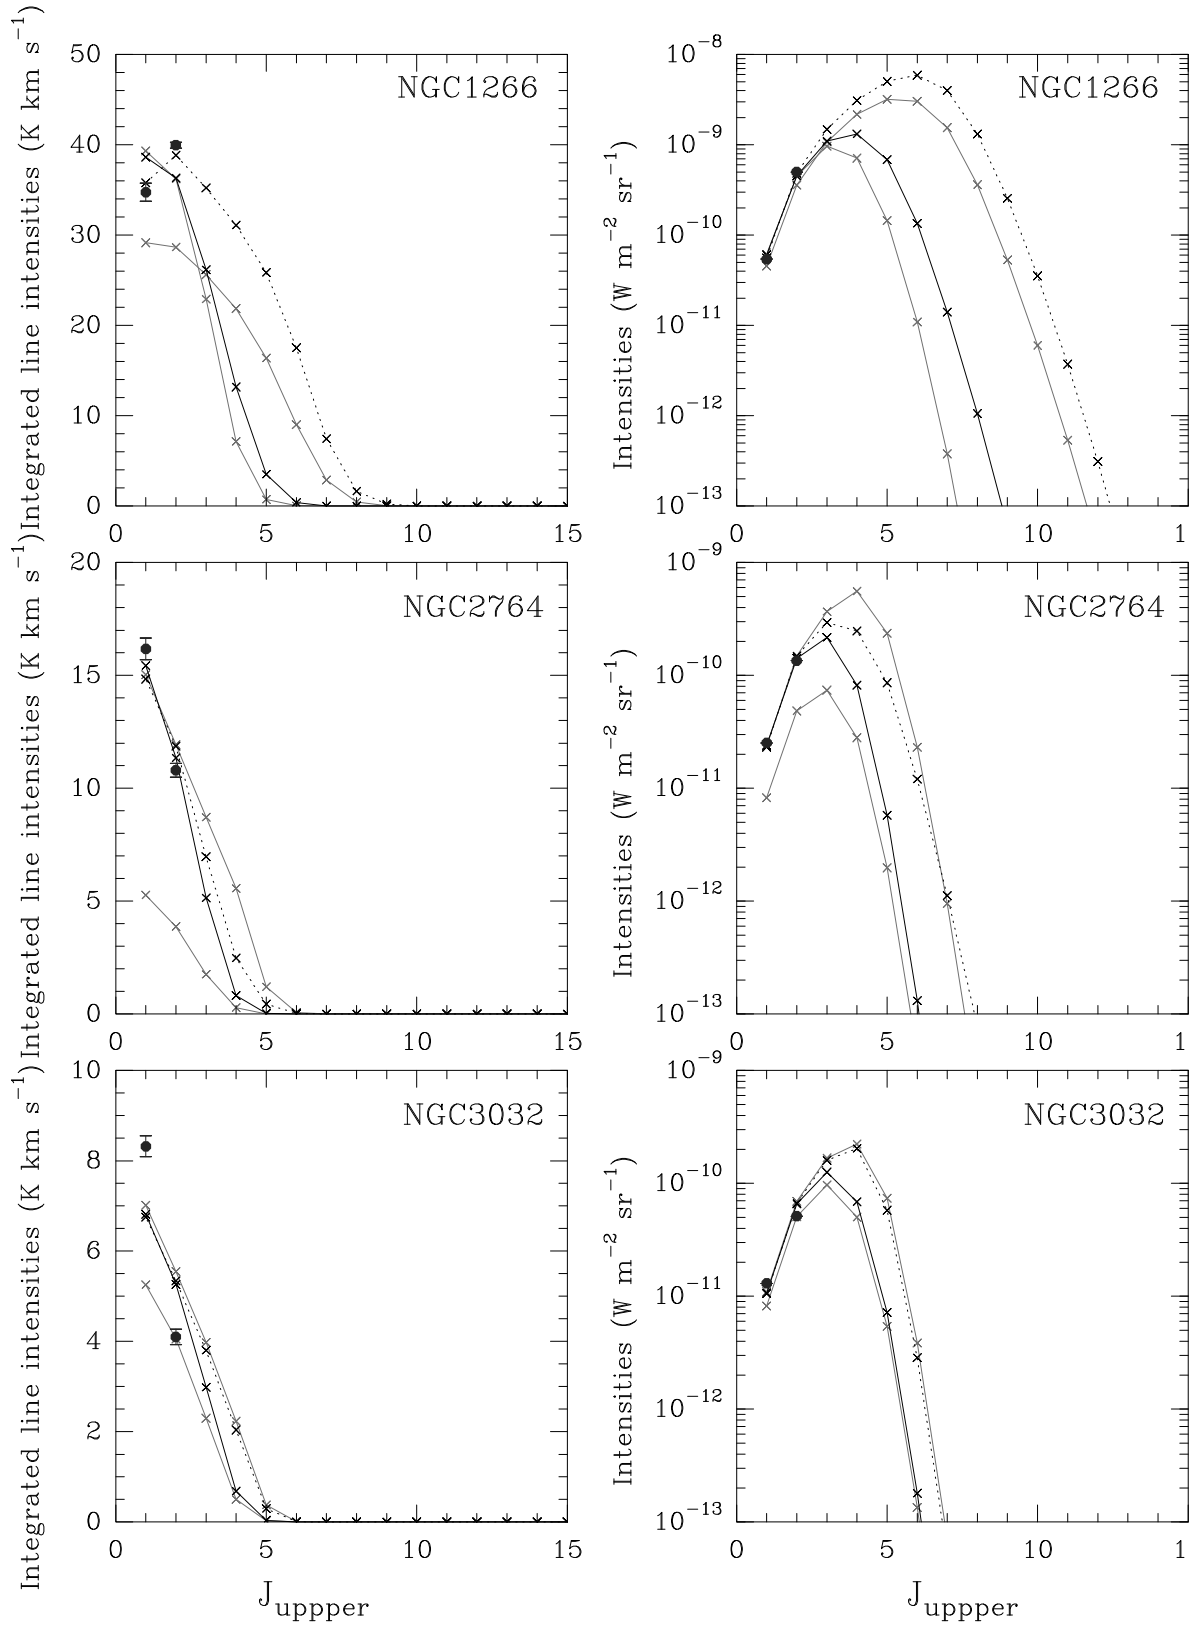 Integrated line intensities (K km s⁻¹)
50
40
30
20
10
0
NGC1266
0 5 10 15
Intensities (W m⁻² sr⁻¹)
10⁻⁸
10⁻⁹
10⁻¹⁰
10⁻¹¹
10⁻¹²
10⁻¹³
NGC1266
0 5 10 1
Integrated line intensities (K km s⁻¹)
20
15
10
5
0
NGC2764
0 5 10 15
Intensities (W m⁻² sr⁻¹)
10⁻⁹
10⁻¹⁰
10⁻¹¹
10⁻¹²
10⁻¹³
NGC2764
0 5 10 1
Integrated line intensities (K km s⁻¹)
10
8
6
4
2
0
NGC3032
0 5 10 15
J_uppper
Intensities (W m⁻² sr⁻¹)
10⁻⁹
10⁻¹⁰
10⁻¹¹
10⁻¹²
10⁻¹³
NGC3032
0 5 10 1
J_uppper